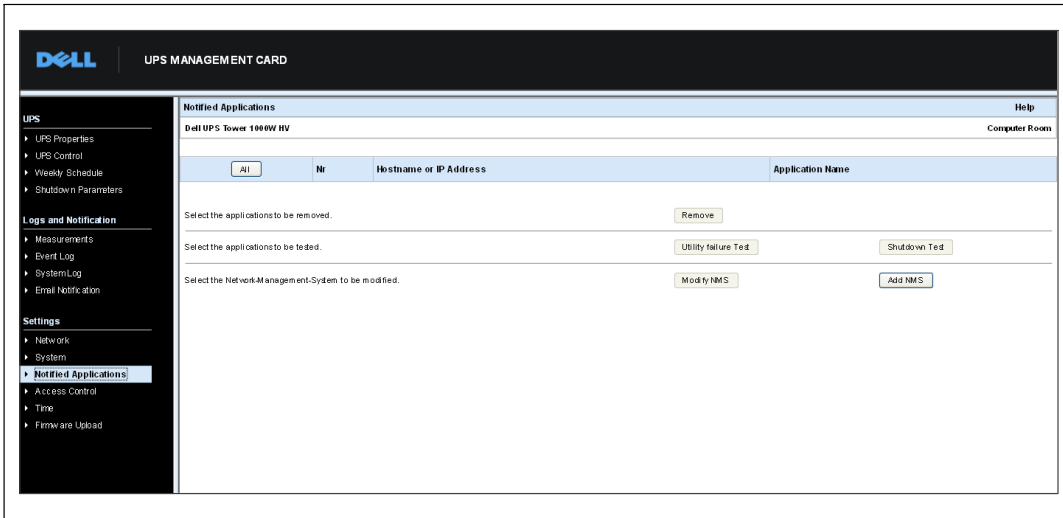 DELL
UPS MANAGEMENT CARD
UPS
UPS Properties
UPS Control
Weekly Schedule
Shutdown Parameters
Logs and Notification
Measurements
Event Log
System Log
Email Notification
Settings
Network
System
Notified Applications
Access Control
Time
Firmware Upload
Notified Applications Help
Dell UPS Tower 1000W HV Computer Room
All Nr Hostname or IP Address Application Name
Select the applications to be removed. Remove
Select the applications to be tested. Utility failure Test Shutdown Test
Select the Network-Management-System to be modified. Modify NMS Add NMS